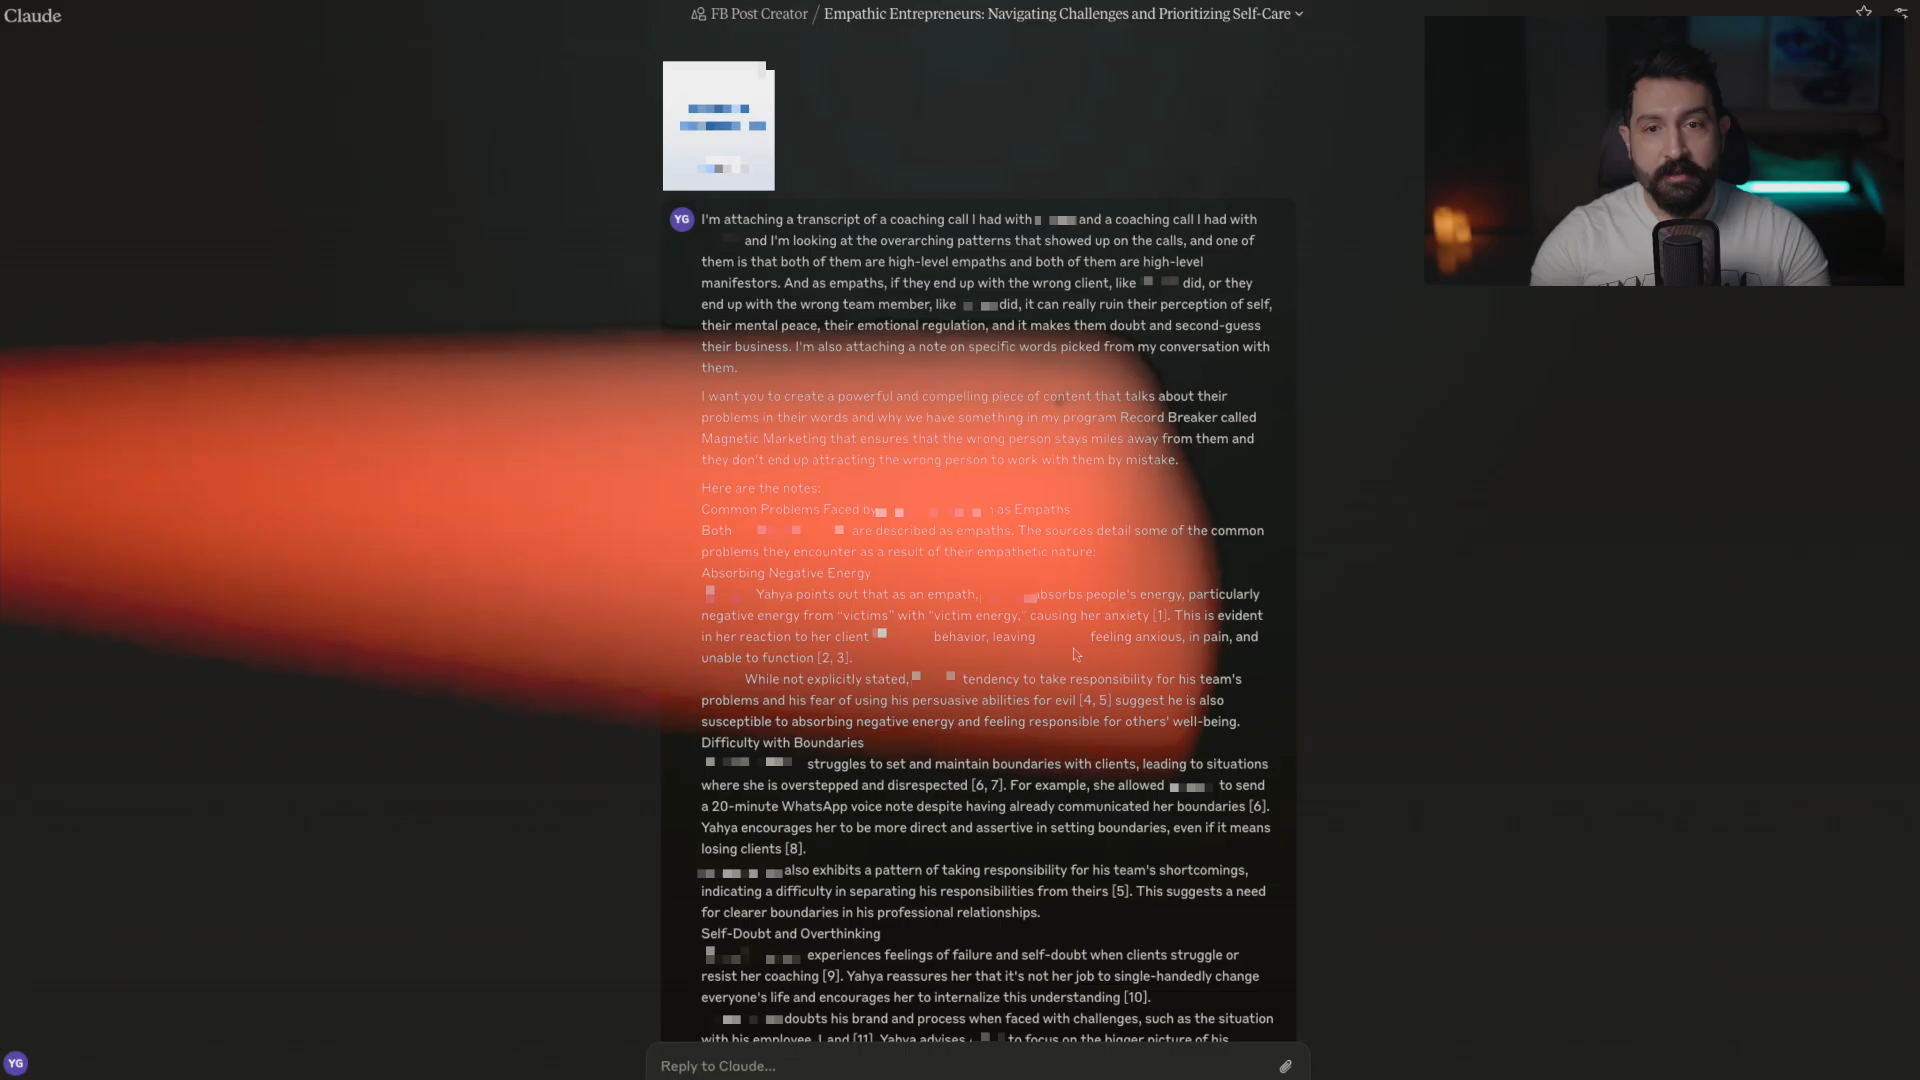 Claude
FB Post Creator / Empathic Entrepreneurs: Navigating Challenges and Prioritizing Self-Care
YG
I'm attaching a transcript of a coaching call I had with and a coaching call I had with
and I'm looking at the overarching patterns that showed up on the calls, and one of
them is that both of them are high-level empaths and both of them are high-level
manifestors. And as empaths, if they end up with the wrong client, like did, or they
end up with the wrong team member, like did, it can really ruin their perception of self,
their mental peace, their emotional regulation, and it makes them doubt and second-guess
their business. I'm also attaching a note on specific words picked from my conversation with
them.
I want you to create a powerful and compelling piece of content that talks about their
problems in their words and why we have something in my program Record Breaker called
Magnetic Marketing that ensures that the wrong person stays miles away from them and
they don't end up attracting the wrong person to work with them by mistake.
Here are the notes:
Common Problems Faced by as Empaths
Both are described as empaths. The sources detail some of the common
problems they encounter as a result of their empathetic nature:
Absorbing Negative Energy
Yahya points out that as an empath, absorbs people's energy, particularly
negative energy from "victims" with "victim energy," causing her anxiety [1]. This is evident
in her reaction to her client behavior, leaving feeling anxious, in pain, and
unable to function [2, 3].
While not explicitly stated, tendency to take responsibility for his team's
problems and his fear of using his persuasive abilities for evil [4, 5] suggest he is also
susceptible to absorbing negative energy and feeling responsible for others' well-being.
Difficulty with Boundaries
struggles to set and maintain boundaries with clients, leading to situations
where she is overstepped and disrespected [6, 7]. For example, she allowed to send
a 20-minute WhatsApp voice note despite having already communicated her boundaries [6].
Yahya encourages her to be more direct and assertive in setting boundaries, even if it means
losing clients [8].
also exhibits a pattern of taking responsibility for his team's shortcomings,
indicating a difficulty in separating his responsibilities from theirs [5]. This suggests a need
for clearer boundaries in his professional relationships.
Self-Doubt and Overthinking
experiences feelings of failure and self-doubt when clients struggle or
resist her coaching [9]. Yahya reassures her that it's not her job to single-handedly change
everyone's life and encourages her to internalize this understanding [10].
doubts his brand and process when faced with challenges, such as the situation
with his employee, [11]. Yahya advises to focus on the bigger picture of his
Reply to Claude...
YG